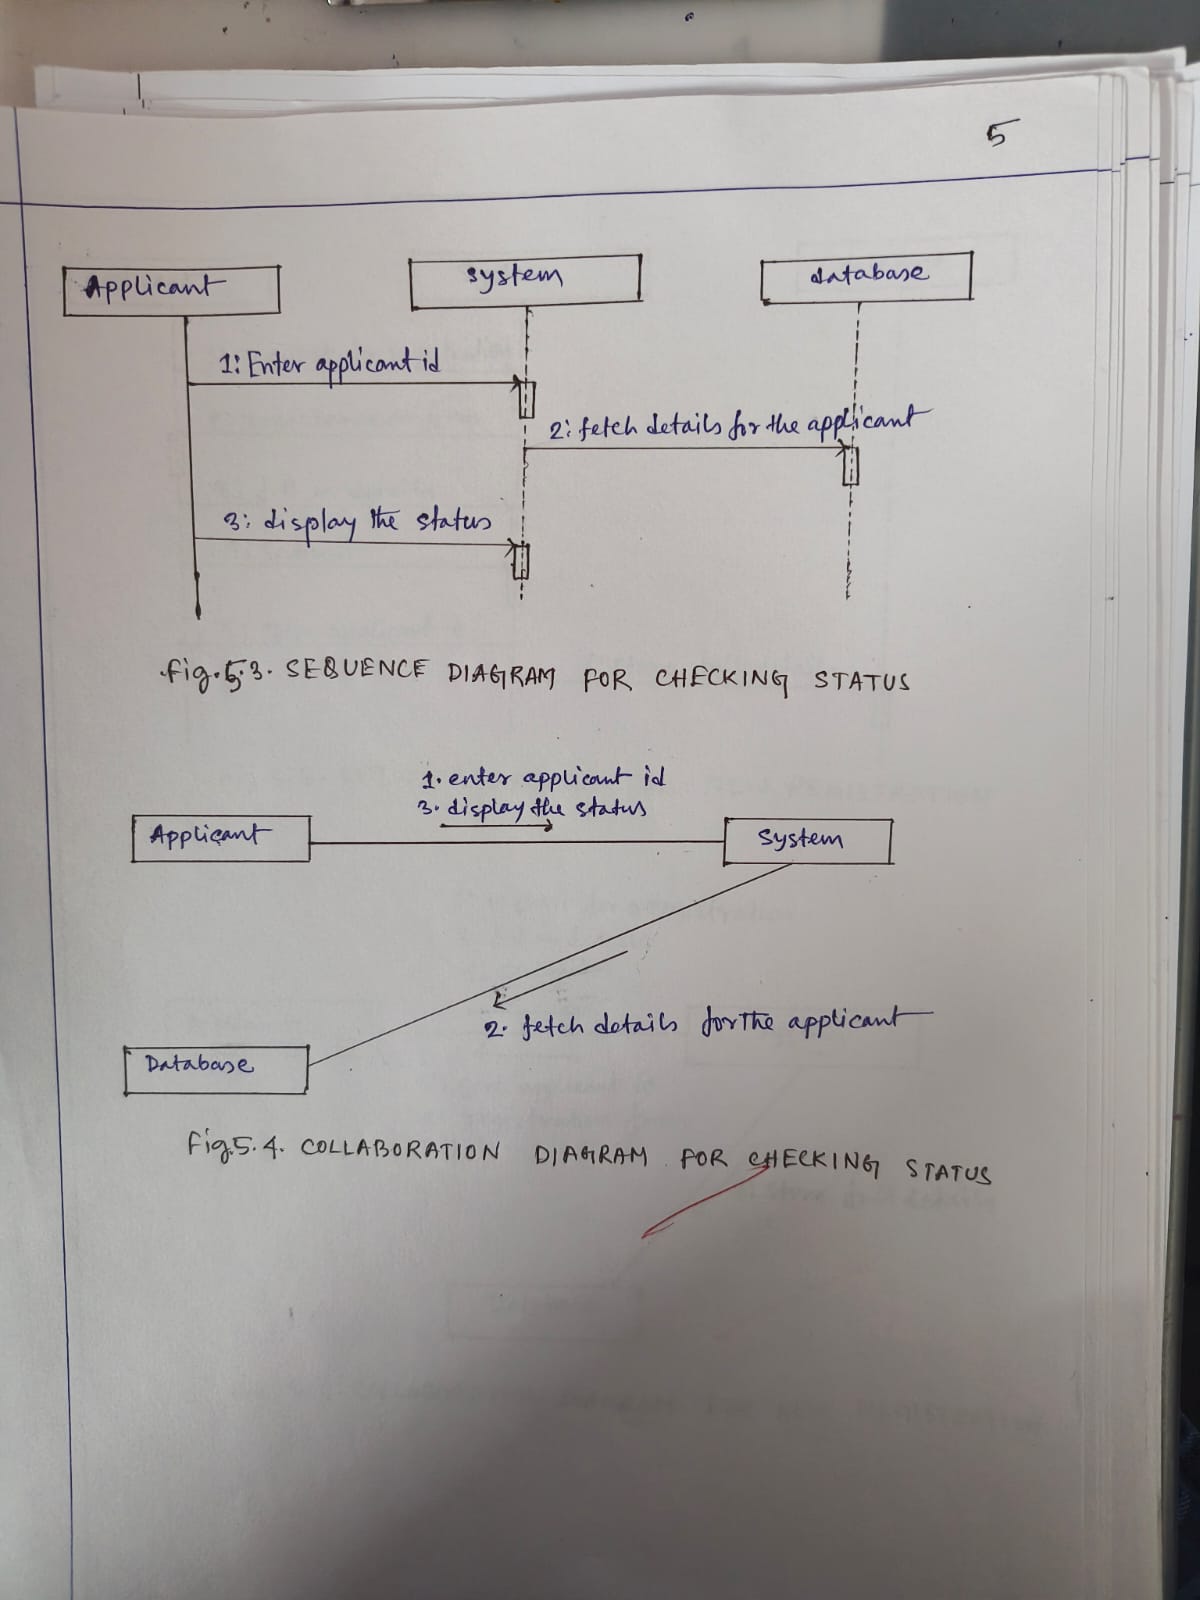 5
Applicant
system
database
1: Enter applicant id
2: fetch details for the applicant
3: display the status
fig.5.3. SEQUENCE DIAGRAM FOR CHECKING STATUS
1. enter applicant id
3. display the status
Applicant
System
2. fetch details for the applicant
Database
Fig.5.4. COLLABORATION DIAGRAM FOR CHECKING STATUS